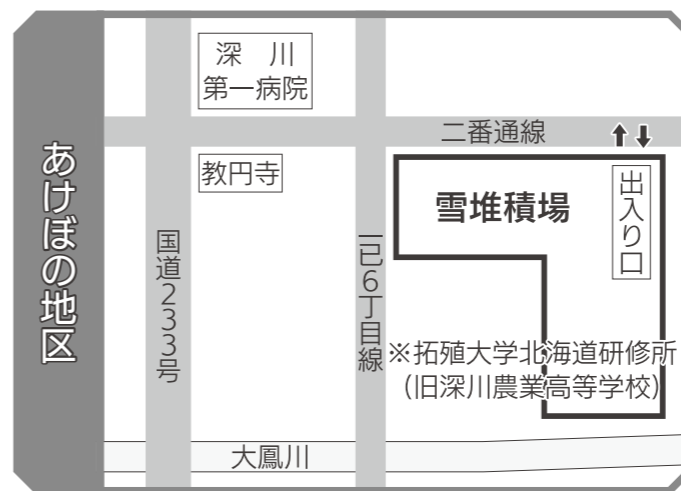 あけぼの地区
国道233号
深 川
第一病院
教円寺
二番通線
一已6丁目線
雪堆積場
出入り口
※拓殖大学北海道研修所
(旧深川農業高等学校)
大鳳川